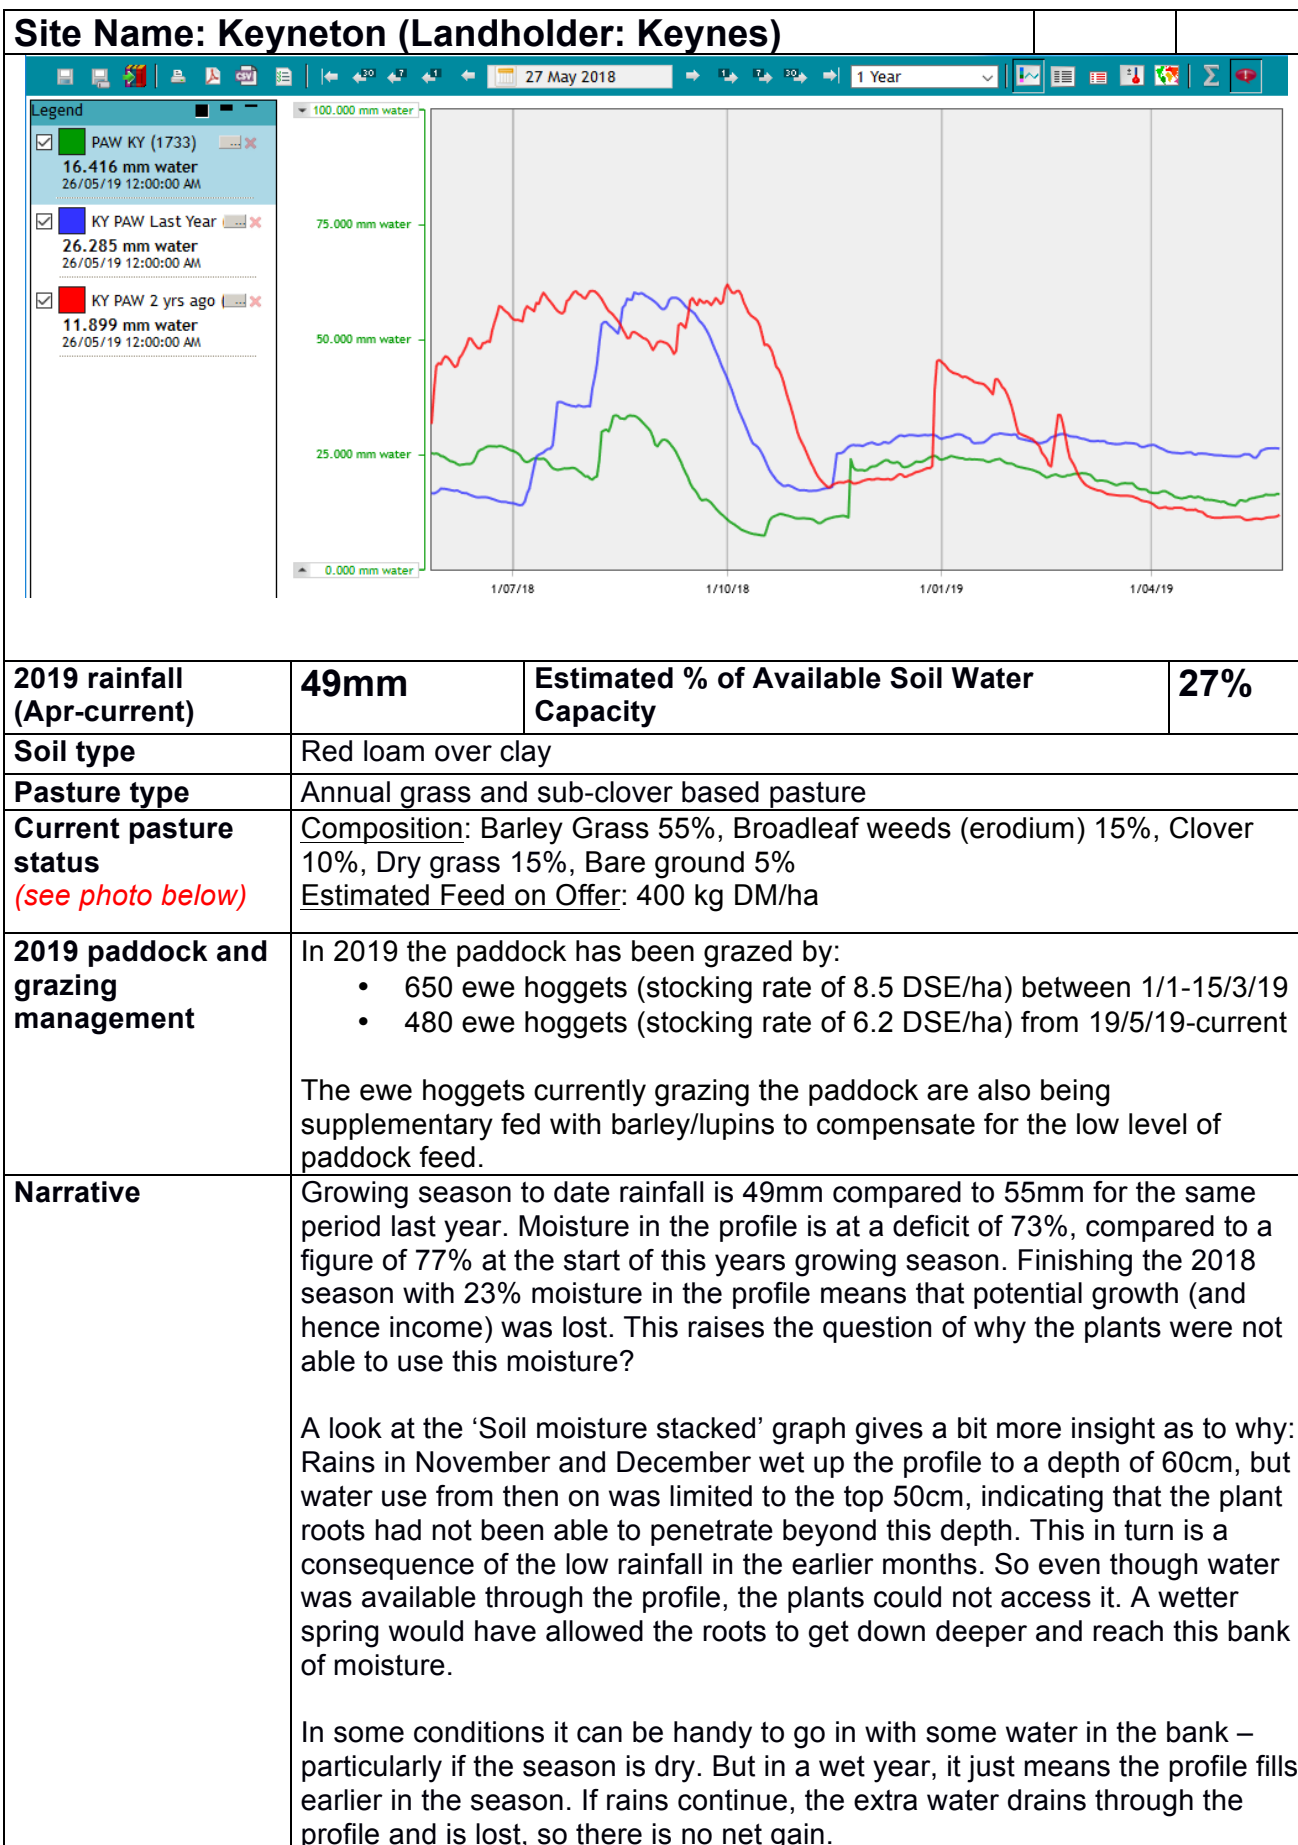 Site Name: Keyneton (Landholder: Keynes)
30 7 1 27 May 2018 1 7 30 1 Year
CSV
Legend
PAW KY (1733) ...
16.416 mm water
26/05/19 12:00:00 AM
KY PAW Last Year ( ...
26.285 mm water
26/05/19 12:00:00 AM
KY PAW 2 yrs ago ( ...
11.899 mm water
26/05/19 12:00:00 AM
100.000 mm water
75.000 mm water
50.000 mm water
25.000 mm water
0.000 mm water
1/07/18 1/10/18 1/01/19 1/04/19
2019 rainfall
(Apr-current)
49mm
Estimated % of Available Soil Water
Capacity
27%
Soil type
Red loam over clay
Pasture type
Annual grass and sub-clover based pasture
Current pasture
status
(see photo below)
Composition: Barley Grass 55%, Broadleaf weeds (erodium) 15%, Clover
10%, Dry grass 15%, Bare ground 5%
Estimated Feed on Offer: 400 kg DM/ha
2019 paddock and
grazing
management
In 2019 the paddock has been grazed by:
• 650 ewe hoggets (stocking rate of 8.5 DSE/ha) between 1/1-15/3/19
• 480 ewe hoggets (stocking rate of 6.2 DSE/ha) from 19/5/19-current
The ewe hoggets currently grazing the paddock are also being
supplementary fed with barley/lupins to compensate for the low level of
paddock feed.
Narrative
Growing season to date rainfall is 49mm compared to 55mm for the same
period last year. Moisture in the profile is at a deficit of 73%, compared to a
figure of 77% at the start of this years growing season. Finishing the 2018
season with 23% moisture in the profile means that potential growth (and
hence income) was lost. This raises the question of why the plants were not
able to use this moisture?
A look at the ‘Soil moisture stacked’ graph gives a bit more insight as to why:
Rains in November and December wet up the profile to a depth of 60cm, but
water use from then on was limited to the top 50cm, indicating that the plant
roots had not been able to penetrate beyond this depth. This in turn is a
consequence of the low rainfall in the earlier months. So even though water
was available through the profile, the plants could not access it. A wetter
spring would have allowed the roots to get down deeper and reach this bank
of moisture.
In some conditions it can be handy to go in with some water in the bank –
particularly if the season is dry. But in a wet year, it just means the profile fills
earlier in the season. If rains continue, the extra water drains through the
profile and is lost, so there is no net gain.